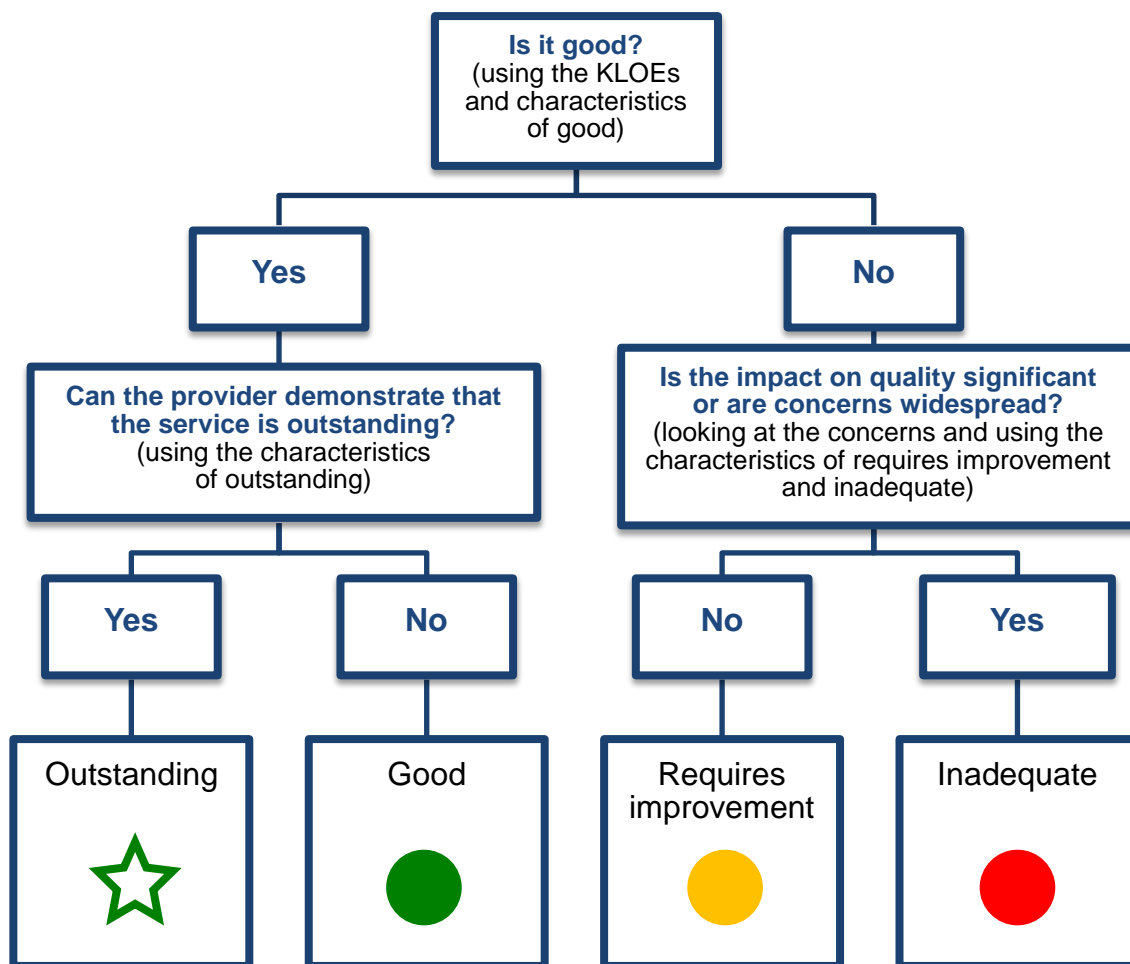 Is it good?
(using the KLOEs
and characteristics
of good)
Yes
No
Can the provider demonstrate that
the service is outstanding?
(using the characteristics
of outstanding)
Is the impact on quality significant
or are concerns widespread?
(looking at the concerns and using the
characteristics of requires improvement
and inadequate)
Yes
No
No
Yes
Outstanding
Good
Requires
improvement
Inadequate